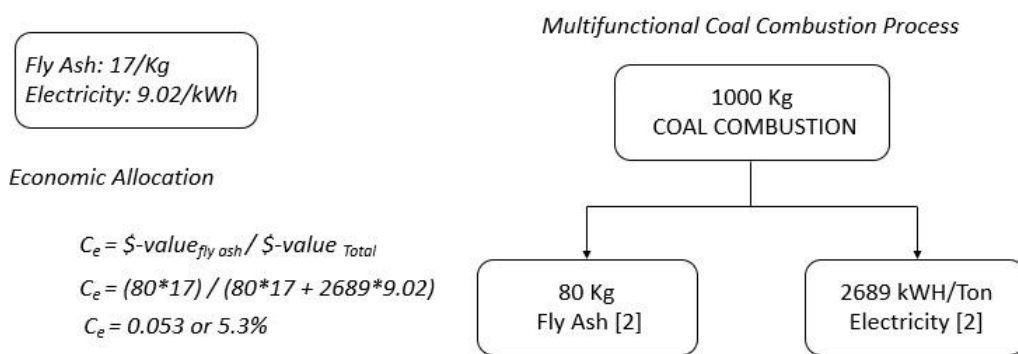 Multifunctional Coal Combustion Process
Fly Ash: 17/Kg
Electricity: 9.02/kWh
1000 Kg
COAL COMBUSTION
Economic Allocation
Cₑ = $-value fly ash / $-value Total
Cₑ = (80*17) / (80*17 + 2689*9.02)
Cₑ = 0.053 or 5.3%
80 Kg
Fly Ash [2]
2689 kWH/Ton
Electricity [2]